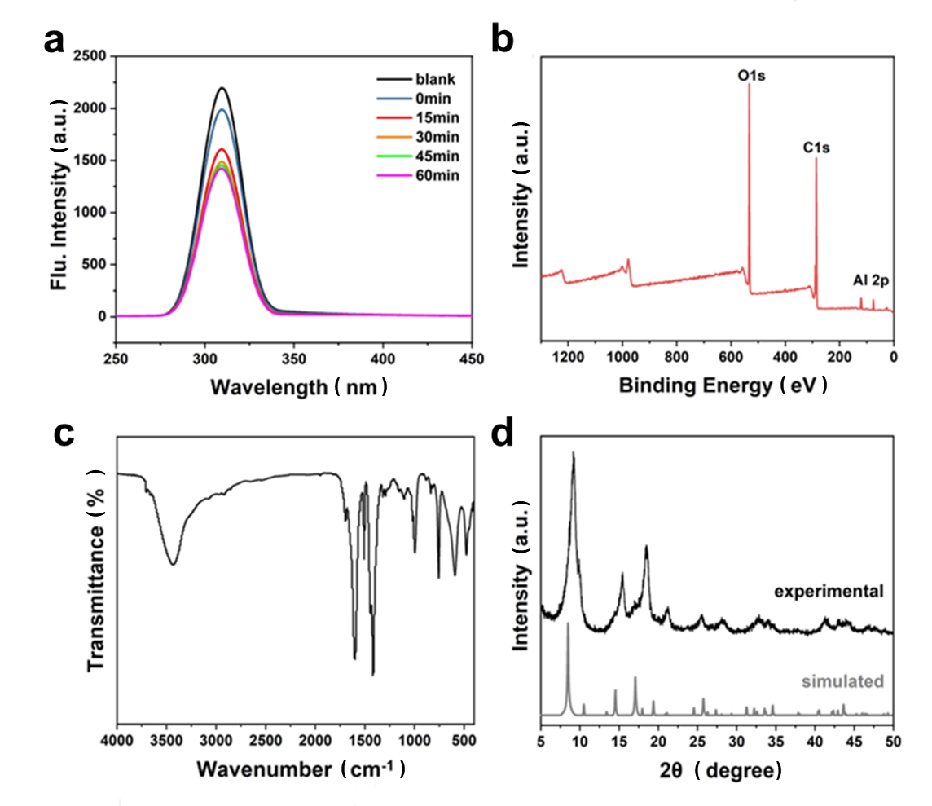 a
2500
2000
1500
1000
500
0
Flu. Intensity (a.u.)
blank
0min
15min
30min
45min
60min
250 300 350 400 450
Wavelength ( nm )
b
O1s
C1s
Al 2p
Intensity (a.u.)
1200 1000 800 600 400 200 0
Binding Energy ( eV )
c
Transmittance ( % )
4000 3500 3000 2500 2000 1500 1000 500
Wavenumber ( cm⁻¹ )
d
Intensity (a.u.)
experimental
simulated
5 10 15 20 25 30 35 40 45 50
2θ ( degree)